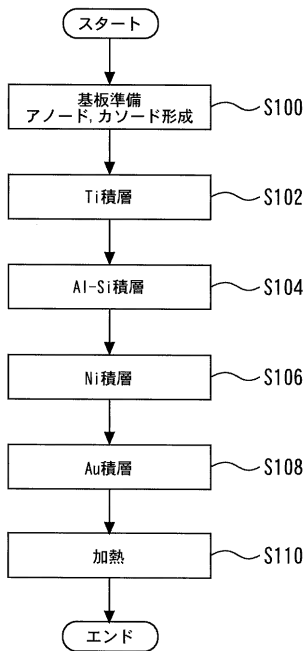 スタート
基板準備
アノード,カソード形成
S100
Ti積層
S102
Al-Si積層
S104
Ni積層
S106
Au積層
S108
加熱
S110
エンド